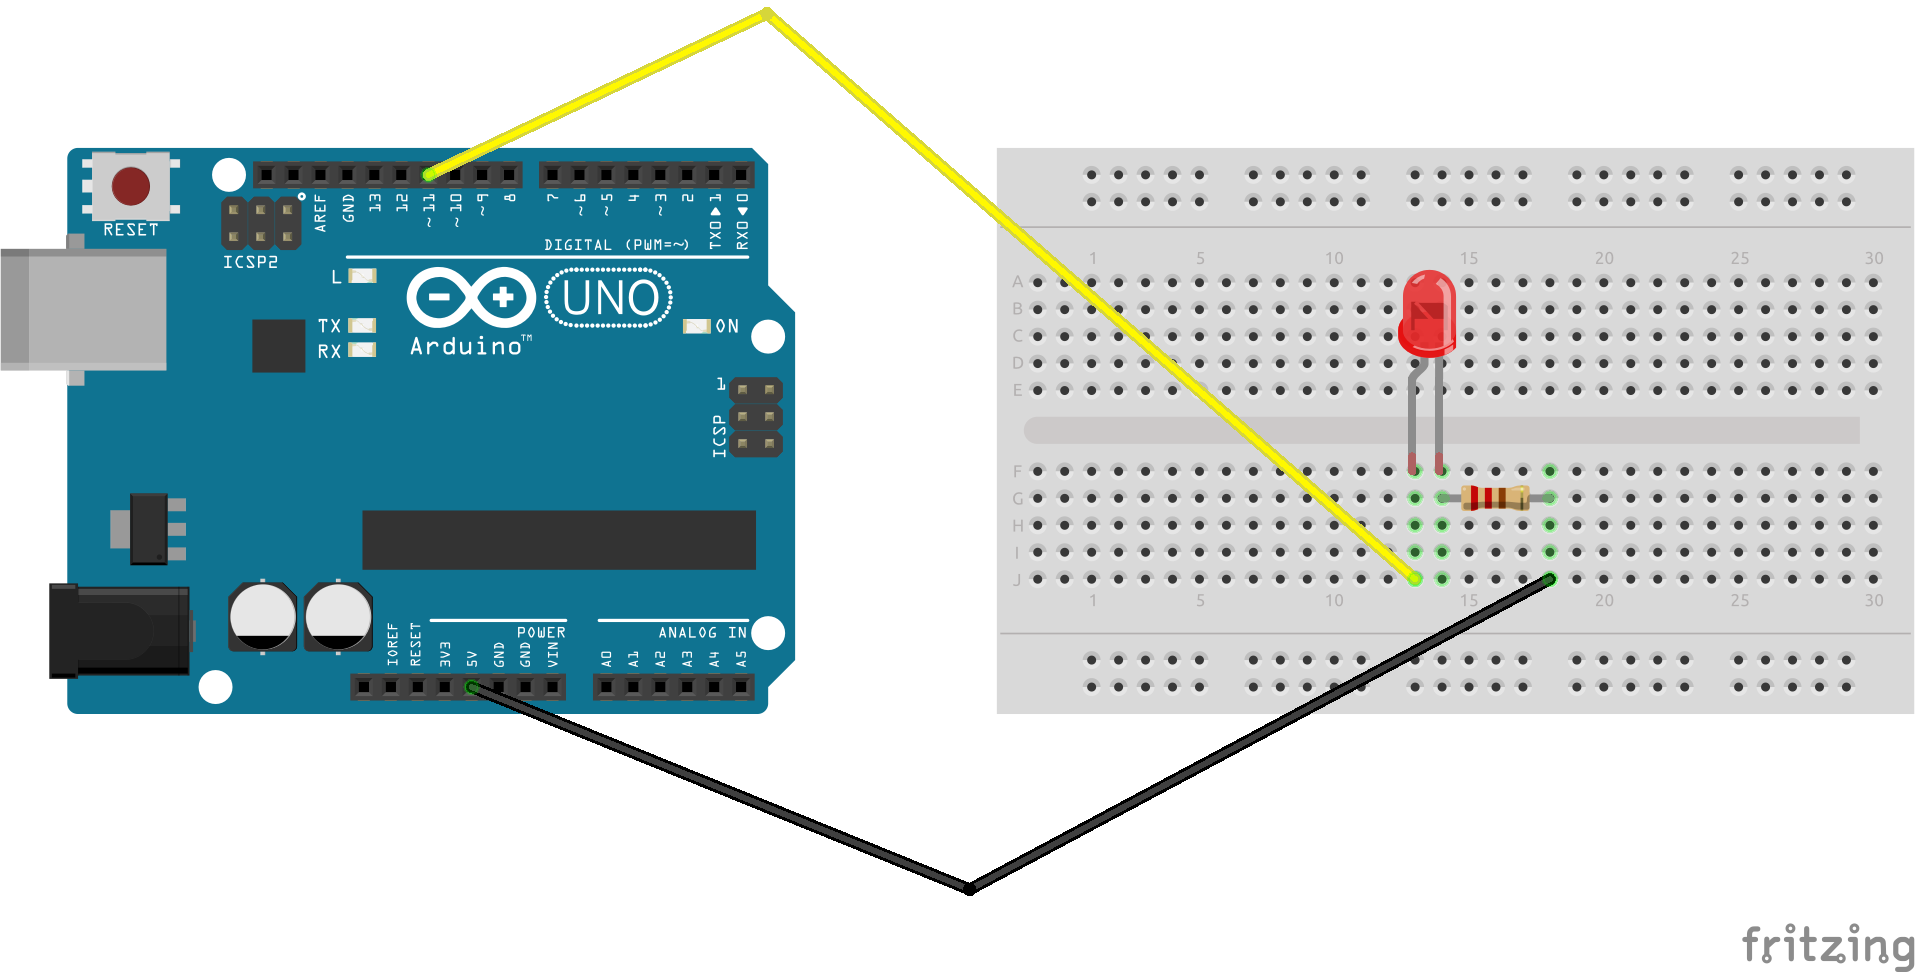 RESET
ICSP2
AREF
GND
13
12
~11
~10
~9
8
7
~6
~5
4
~3
2
TX0▶1
RX0◀0
DIGITAL (PWM=~)
L
TX
RX
UNO
Arduino™
ON
1
ICSP
IOREF
RESET
3V3
5V
GND
GND
VIN
POWER
ANALOG IN
A0
A1
A2
A3
A4
A5
1 5 10 15 20 25 30
A
B
C
D
E
F
G
H
I
J
1 5 10 15 20 25 30
fritzing